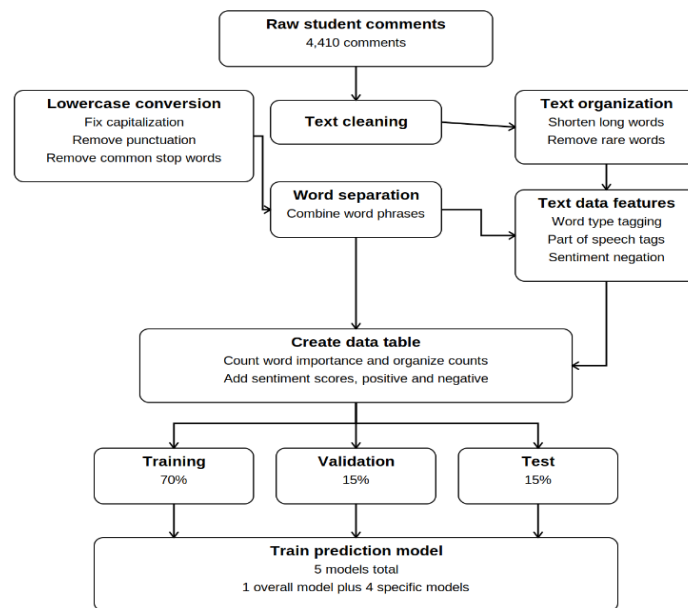 Raw student comments
4,410 comments
Lowercase conversion
Fix capitalization
Remove punctuation
Remove common stop words
Text cleaning
Text organization
Shorten long words
Remove rare words
Word separation
Combine word phrases
Text data features
Word type tagging
Part of speech tags
Sentiment negation
Create data table
Count word importance and organize counts
Add sentiment scores, positive and negative
Training
70%
Validation
15%
Test
15%
Train prediction model
5 models total
1 overall model plus 4 specific models